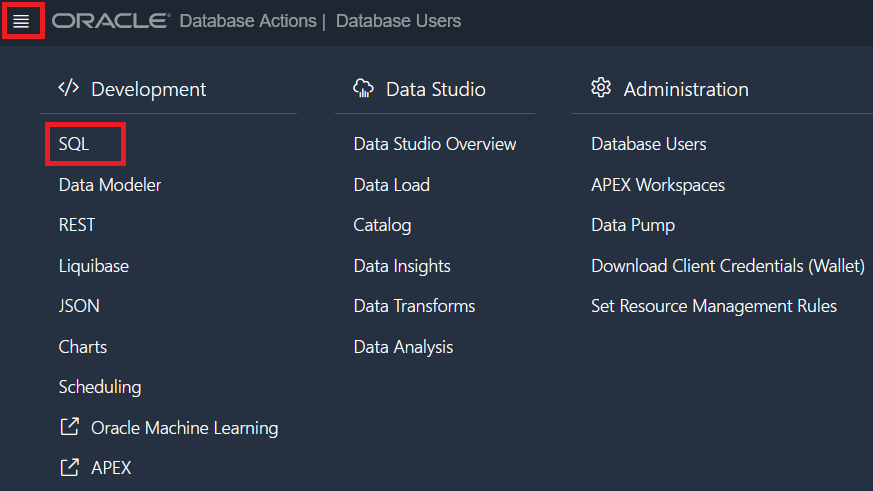 ORACLE Database Actions | Database Users
Development
SQL
Data Modeler
REST
Liquibase
JSON
Charts
Scheduling
Oracle Machine Learning
APEX
Data Studio
Data Studio Overview
Data Load
Catalog
Data Insights
Data Transforms
Data Analysis
Administration
Database Users
APEX Workspaces
Data Pump
Download Client Credentials (Wallet)
Set Resource Management Rules